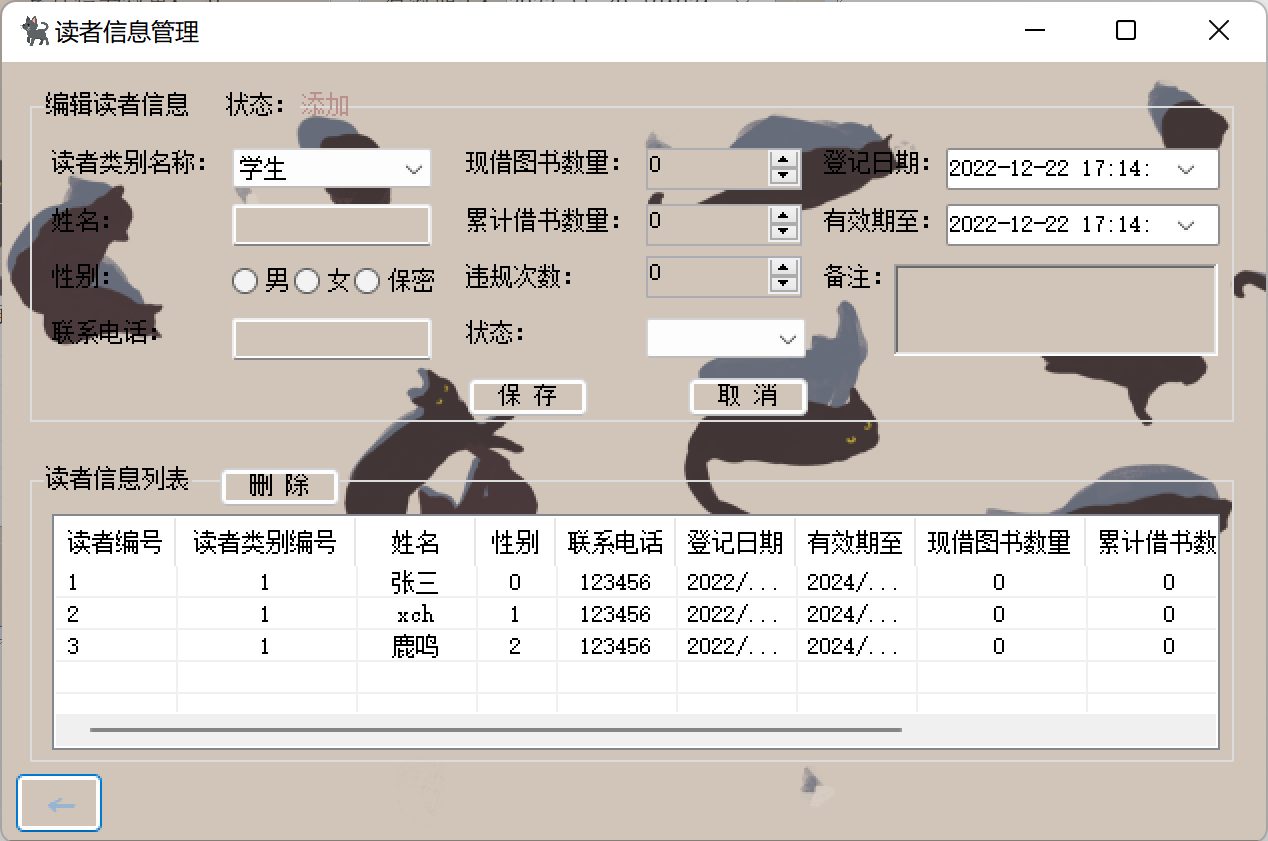 读者信息管理
编辑读者信息 状态： 添加
读者类别名称： 学生 现借图书数量： 0 登记日期： 2022-12-22 17:14:
姓名： 累计借书数量： 0 有效期至： 2022-12-22 17:14:
性别： 男 女 保密 违规次数： 0 备注：
联系电话： 状态：
保 存 取 消
读者信息列表 删 除
读者编号 读者类别编号 姓名 性别 联系电话 登记日期 有效期至 现借图书数量 累计借书数
1 1 张三 0 123456 2022/... 2024/... 0 0
2 1 xch 1 123456 2022/... 2024/... 0 0
3 1 鹿鸣 2 123456 2022/... 2024/... 0 0
←